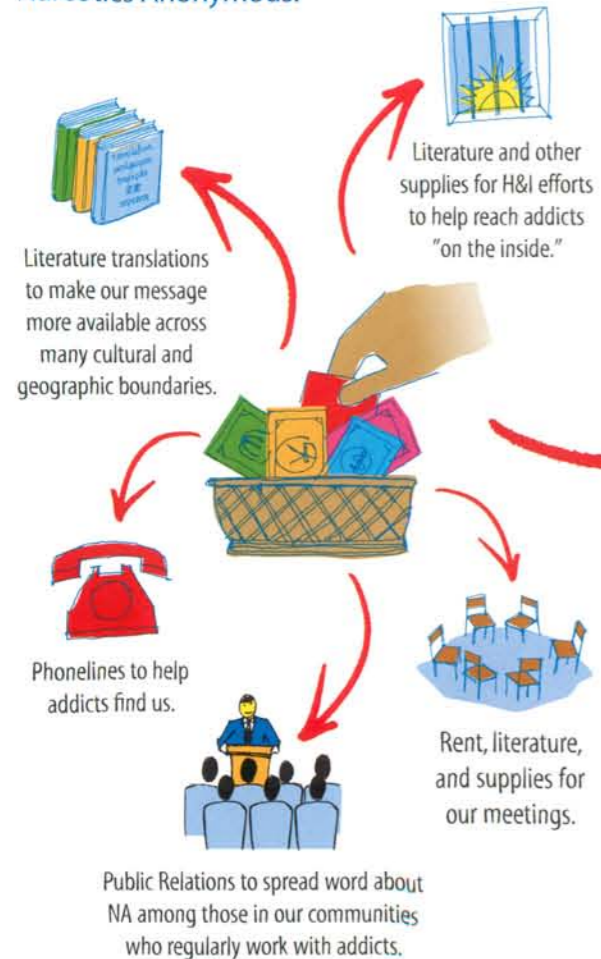 Narcotics Anonymous.
Literature and other
supplies for H&I efforts
to help reach addicts
"on the inside."
Literature translations
to make our message
more available across
many cultural and
geographic boundaries.
Phonelines to help
addicts find us.
Rent, literature,
and supplies for
our meetings.
Public Relations to spread word about
NA among those in our communities
who regularly work with addicts.